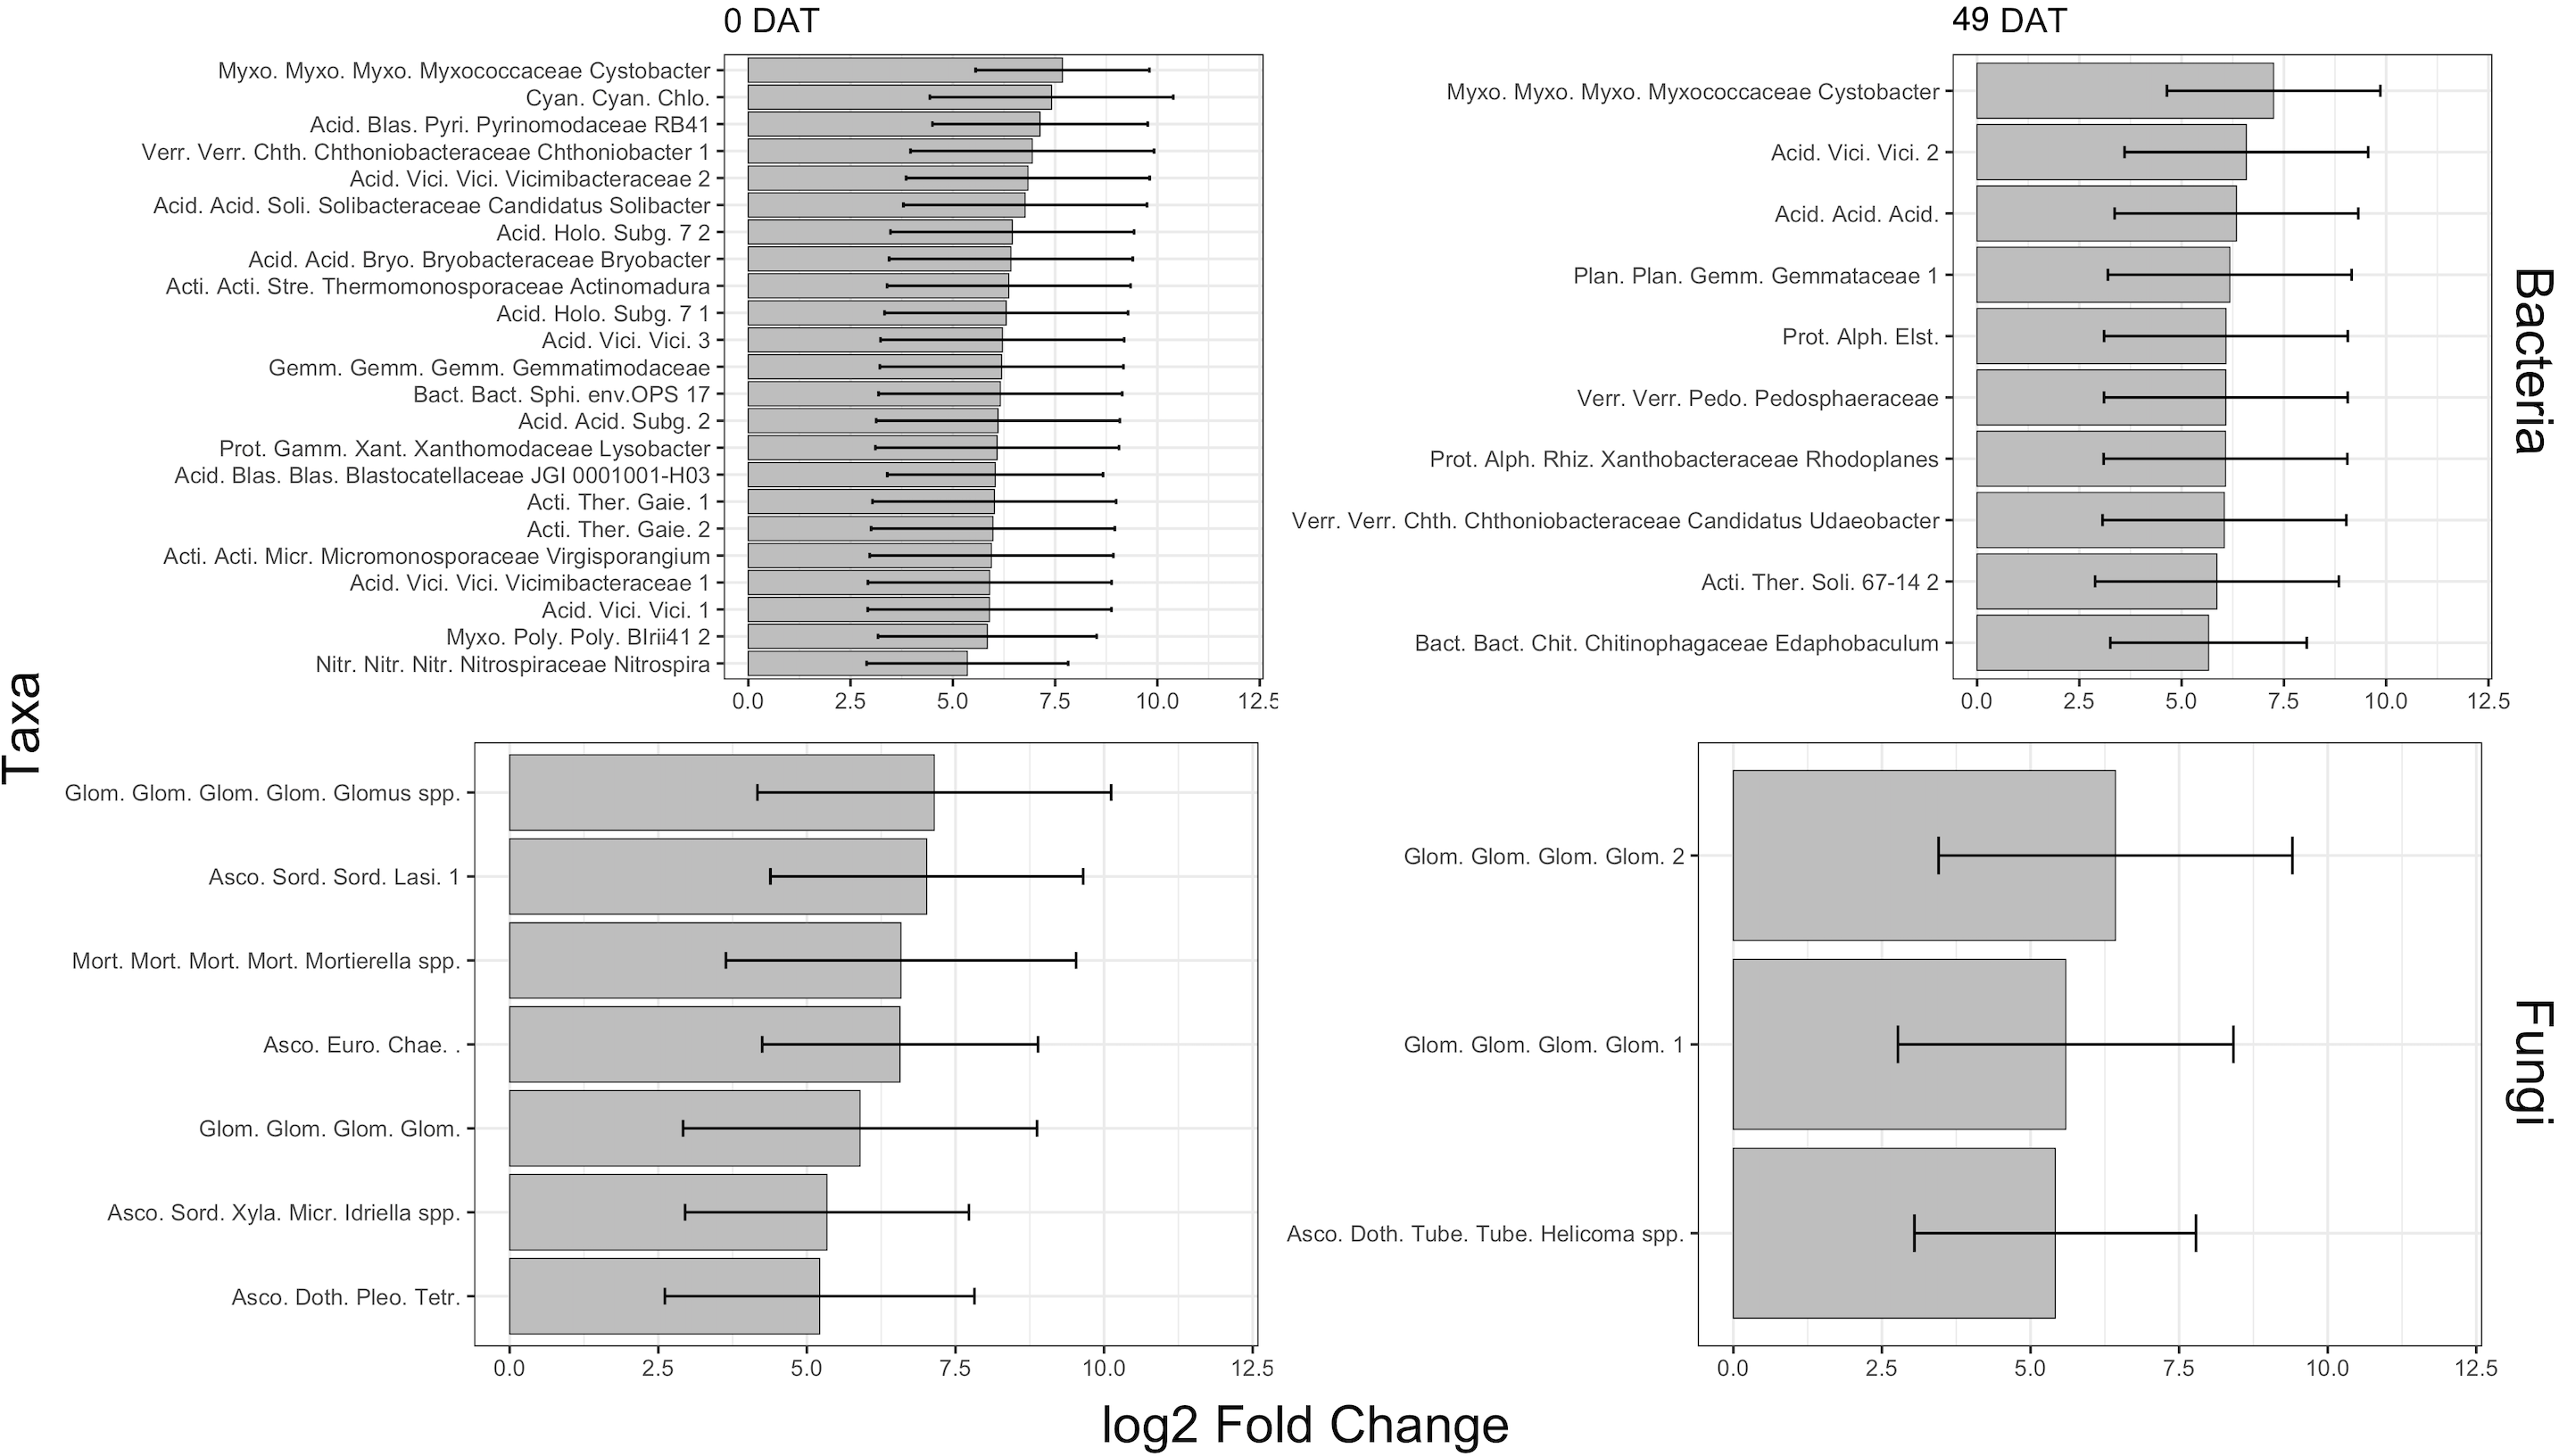 0 DAT
Myxo. Myxo. Myxo. Myxococcaceae Cystobacter
Cyan. Cyan. Chlo.
Acid. Blas. Pyri. Pyrinomodaceae RB41
Verr. Verr. Chth. Chthoniobacteraceae Chthoniobacter 1
Acid. Vici. Vici. Vicimibacteraceae 2
Acid. Acid. Soli. Solibacteraceae Candidatus Solibacter
Acid. Holo. Subg. 7 2
Acid. Acid. Bryo. Bryobacteraceae Bryobacter
Acti. Acti. Stre. Thermomonosporaceae Actinomadura
Acid. Holo. Subg. 7 1
Acid. Vici. Vici. 3
Gemm. Gemm. Gemm. Gemmatimodaceae
Bact. Bact. Sphi. env.OPS 17
Acid. Acid. Subg. 2
Prot. Gamm. Xant. Xanthomodaceae Lysobacter
Acid. Blas. Blas. Blastocatellaceae JGI 0001001-H03
Acti. Ther. Gaie. 1
Acti. Ther. Gaie. 2
Acti. Acti. Micr. Micromonosporaceae Virgisporangium
Acid. Vici. Vici. Vicimibacteraceae 1
Acid. Vici. Vici. 1
Myxo. Poly. Poly. BIrii41 2
Nitr. Nitr. Nitr. Nitrospiraceae Nitrospira
0.0 2.5 5.0 7.5 10.0 12.5
49 DAT
Myxo. Myxo. Myxo. Myxococcaceae Cystobacter
Acid. Vici. Vici. 2
Acid. Acid. Acid.
Plan. Plan. Gemm. Gemmataceae 1
Prot. Alph. Elst.
Verr. Verr. Pedo. Pedosphaeraceae
Prot. Alph. Rhiz. Xanthobacteraceae Rhodoplanes
Verr. Verr. Chth. Chthoniobacteraceae Candidatus Udaeobacter
Acti. Ther. Soli. 67-14 2
Bact. Bact. Chit. Chitinophagaceae Edaphobaculum
0.0 2.5 5.0 7.5 10.0 12.5
Bacteria
Taxa
Glom. Glom. Glom. Glom. Glomus spp.
Asco. Sord. Sord. Lasi. 1
Mort. Mort. Mort. Mort. Mortierella spp.
Asco. Euro. Chae. .
Glom. Glom. Glom. Glom.
Asco. Sord. Xyla. Micr. Idriella spp.
Asco. Doth. Pleo. Tetr.
0.0 2.5 5.0 7.5 10.0 12.5
Glom. Glom. Glom. Glom. 2
Glom. Glom. Glom. Glom. 1
Asco. Doth. Tube. Tube. Helicoma spp.
0.0 2.5 5.0 7.5 10.0 12.5
Fungi
log2 Fold Change